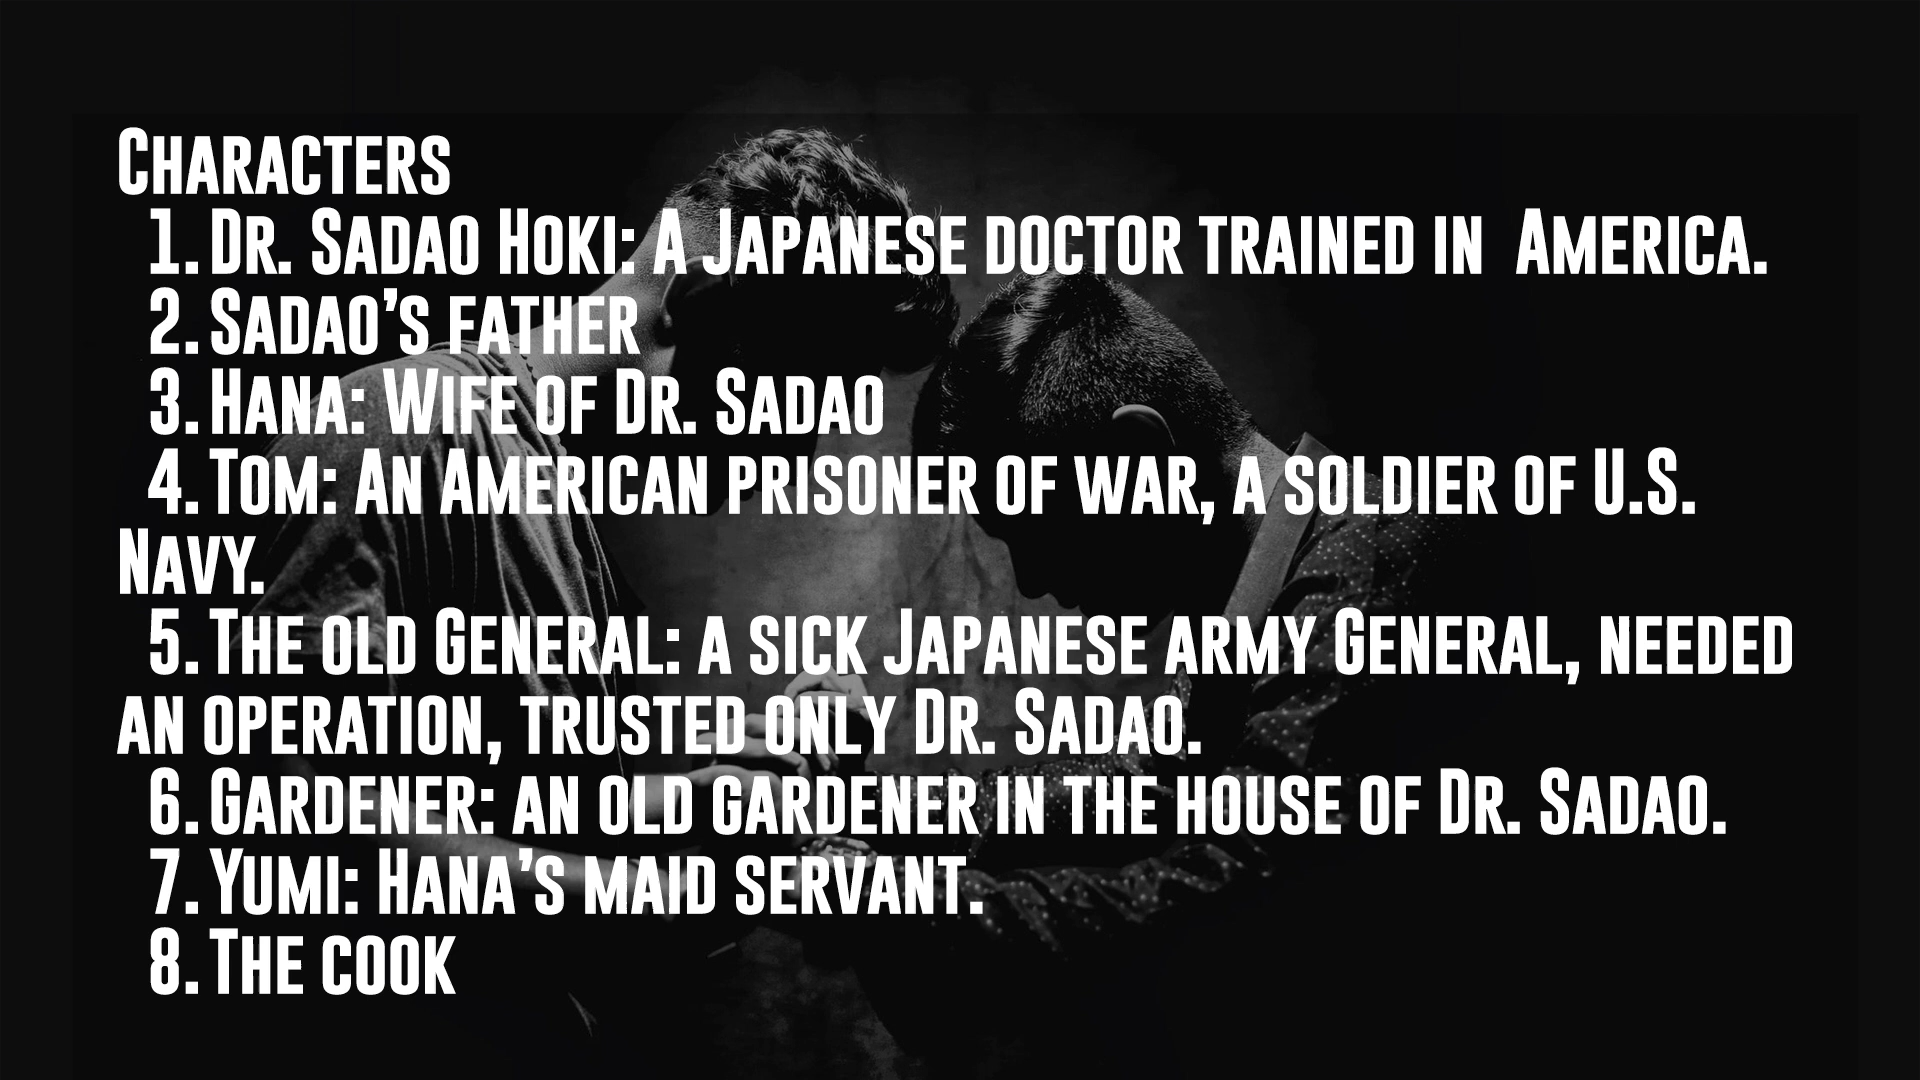 Characters
1. Dr. Sadao Hoki: A Japanese doctor trained in America.
2. Sadao's father
3. Hana: Wife of Dr. Sadao
4. Tom: An American prisoner of war, a soldier of U.S.
Navy.
5. The old General: a sick Japanese army General, needed
an operation, trusted only Dr. Sadao.
6. Gardener: an old gardener in the house of Dr. Sadao.
7. Yumi: Hana's maid servant.
8. The cook